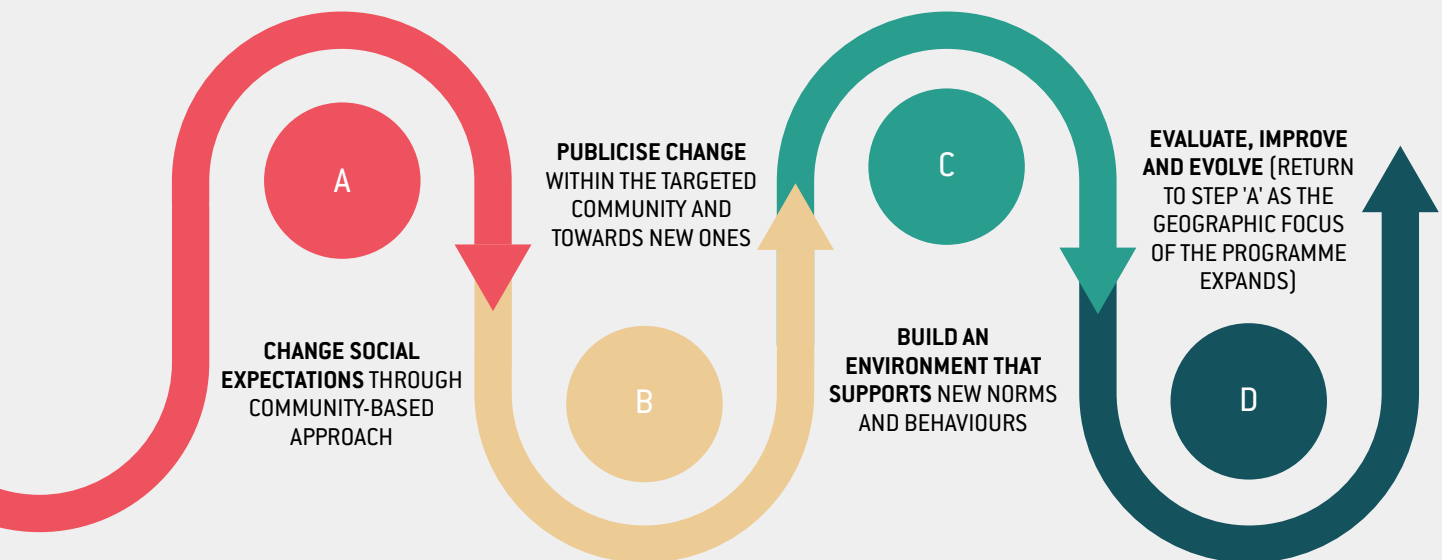 A
CHANGE SOCIAL
EXPECTATIONS THROUGH
COMMUNITY-BASED
APPROACH
PUBLICISE CHANGE
WITHIN THE TARGETED
COMMUNITY AND
TOWARDS NEW ONES
B
C
BUILD AN
ENVIRONMENT THAT
SUPPORTS NEW NORMS
AND BEHAVIOURS
EVALUATE, IMPROVE
AND EVOLVE (RETURN
TO STEP 'A' AS THE
GEOGRAPHIC FOCUS
OF THE PROGRAMME
EXPANDS)
D